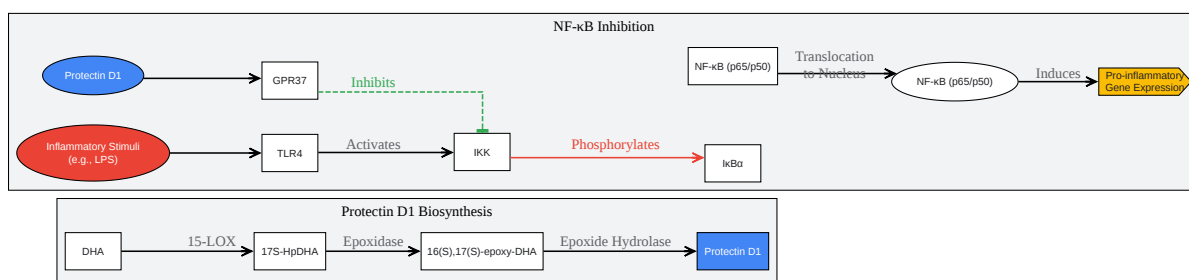 NF-κB Inhibition
Protectin D1
GPR37
Inhibits
NF-κB (p65/p50)
Translocation
to Nucleus
NF-κB (p65/p50)
Induces
Pro-inflammatory
Gene Expression
Inflammatory Stimuli
(e.g., LPS)
TLR4
Activates
IKK
Phosphorylates
IκBα
Protectin D1 Biosynthesis
DHA
15-LOX
17S-HpDHA
Epoxidase
16(S),17(S)-epoxy-DHA
Epoxide Hydrolase
Protectin D1